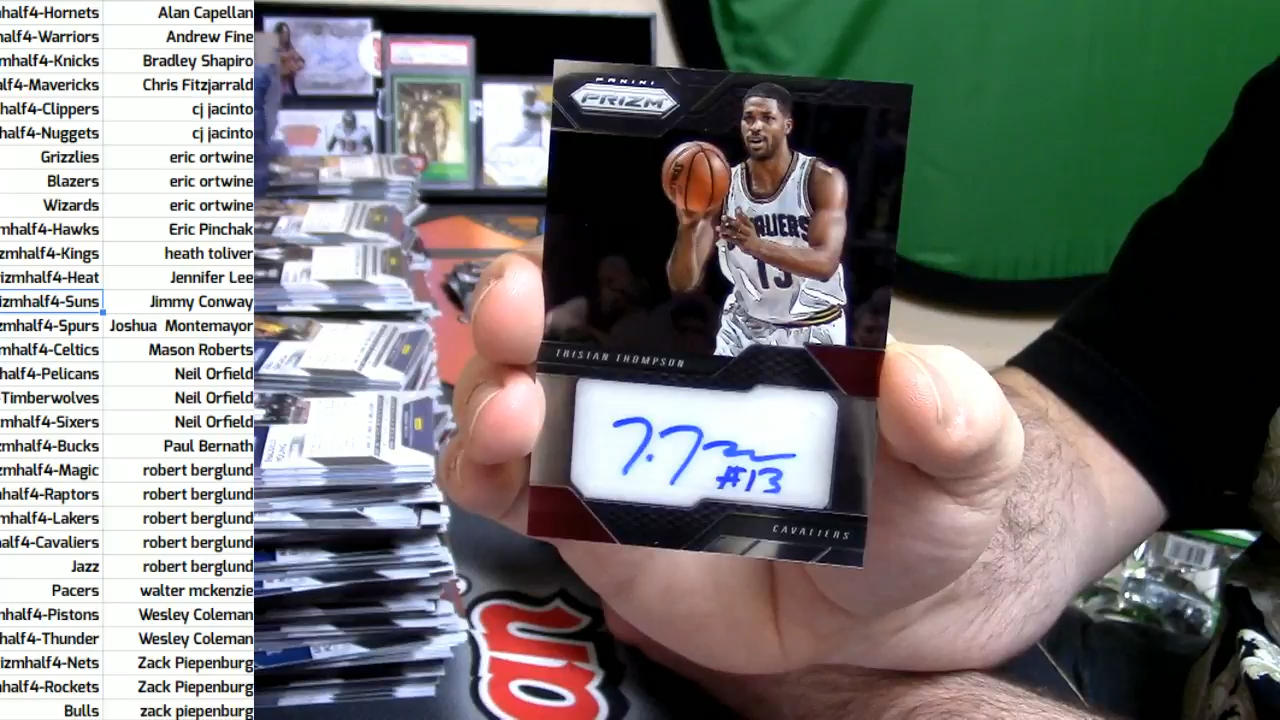 mhalf4-Hornets Alan Capellan
half4-Warriors Andrew Fine
mhalf4-Knicks Bradley Shapiro
half4-Mavericks Chris Fitzjarrald
half4-Clippers cj jacinto
half4-Nuggets cj jacinto
Grizzlies eric ortwine
Blazers eric ortwine
Wizards eric ortwine
mhalf4-Hawks Eric Pinchak
zmhalf4-Kings heath toliver
izmhalf4-Heat Jennifer Lee
izmhalf4-Suns Jimmy Conway
zmhalf4-Spurs Joshua Montemayor
mhalf4-Celtics Mason Roberts
half4-Pelicans Neil Orfield
-Timberwolves Neil Orfield
mhalf4-Sixers Neil Orfield
mhalf4-Bucks Paul Bernath
zmhalf4-Magic robert berglund
half4-Raptors robert berglund
mhalf4-Lakers robert berglund
alf4-Cavaliers robert berglund
Jazz robert berglund
Pacers walter mckenzie
mhalf4-Pistons Wesley Coleman
half4-Thunder Wesley Coleman
izmhalf4-Nets Zack Piepenburg
half4-Rockets Zack Piepenburg
Bulls zack piepenburg
PANINI
PRIZM
13
TRISTAN THOMPSON
#13
CAVALIERS